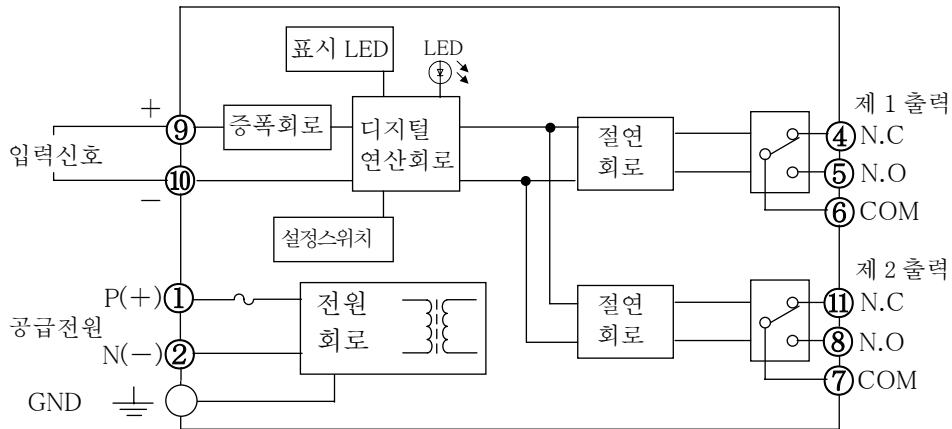 표시 LED
LED
+
⑨
증폭회로
디지털
연산회로
입력신호
⑩
−
설정스위치
절연
회로
제 1 출력
④ N.C
⑤ N.O
⑥ COM
P(+) ①
공급전원
N(−) ②
GND
전원
회로
절연
회로
제 2 출력
⑪ N.C
⑧ N.O
⑦ COM